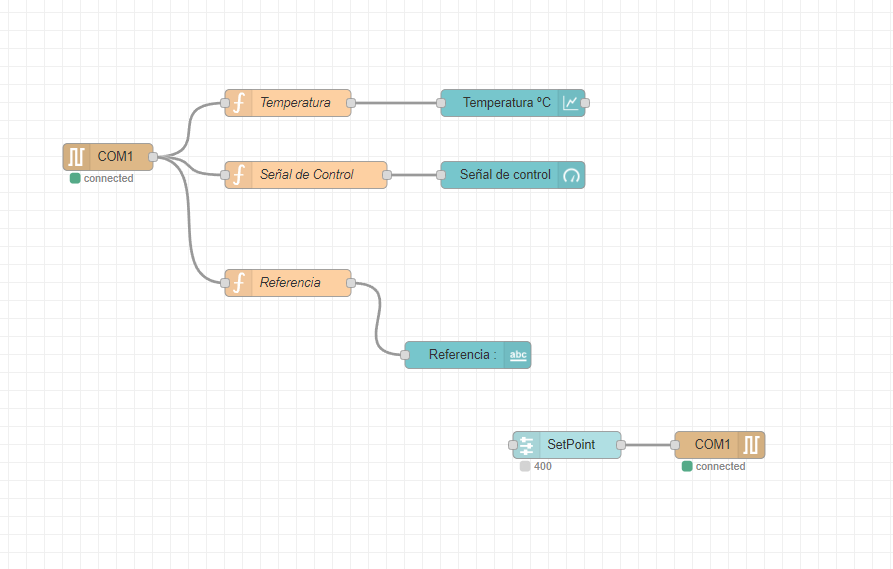 Temperatura
Temperatura ºC
COM1
connected
Señal de Control
Señal de control
Referencia
Referencia :
abc
SetPoint
400
COM1
connected